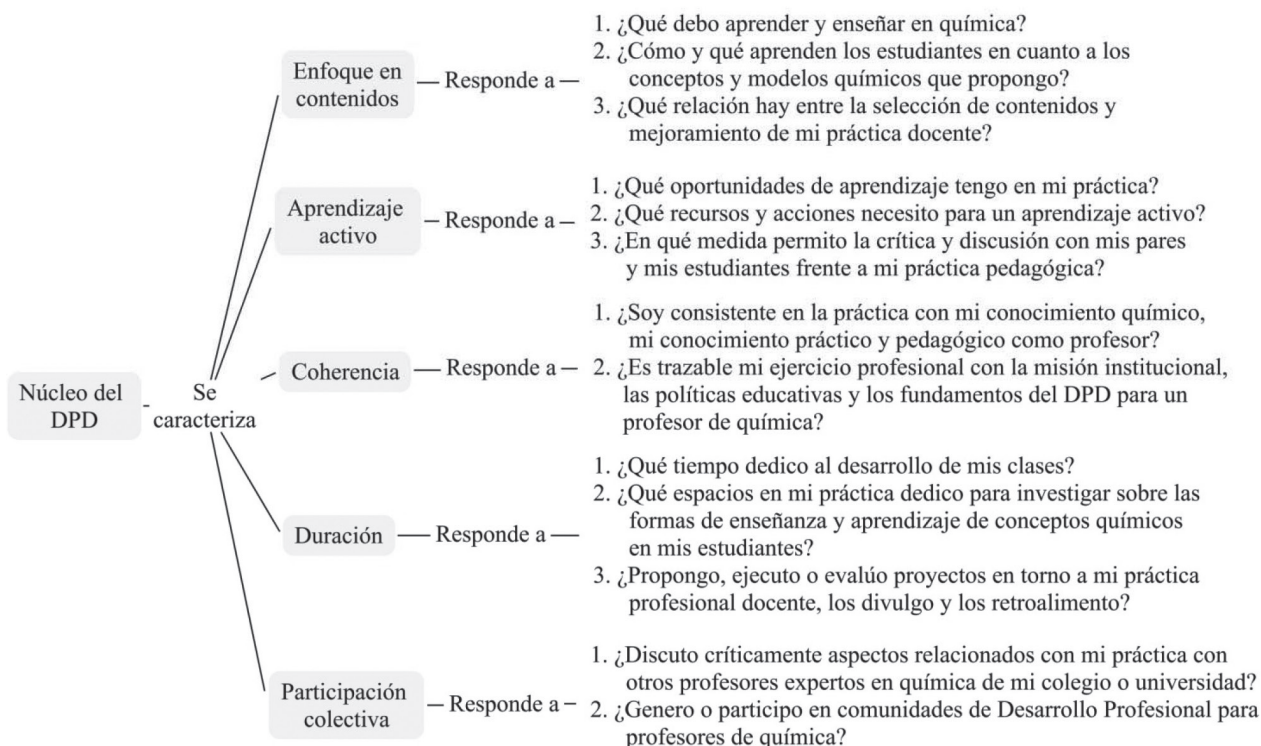 Núcleo del
DPD
Se
caracteriza
Enfoque en
contenidos
Responde a
1. ¿Qué debo aprender y enseñar en química?
2. ¿Cómo y qué aprenden los estudiantes en cuanto a los
conceptos y modelos químicos que propongo?
3. ¿Qué relación hay entre la selección de contenidos y
mejoramiento de mi práctica docente?
Aprendizaje
activo
Responde a
1. ¿Qué oportunidades de aprendizaje tengo en mi práctica?
2. ¿Qué recursos y acciones necesito para un aprendizaje activo?
3. ¿En qué medida permito la crítica y discusión con mis pares
y mis estudiantes frente a mi práctica pedagógica?
Coherencia
Responde a
1. ¿Soy consistente en la práctica con mi conocimiento químico,
mi conocimiento práctico y pedagógico como profesor?
2. ¿Es trazable mi ejercicio profesional con la misión institucional,
las políticas educativas y los fundamentos del DPD para un
profesor de química?
Duración
Responde a
1. ¿Qué tiempo dedico al desarrollo de mis clases?
2. ¿Qué espacios en mi práctica dedico para investigar sobre las
formas de enseñanza y aprendizaje de conceptos químicos
en mis estudiantes?
3. ¿Propongo, ejecuto o evalúo proyectos en torno a mi práctica
profesional docente, los divulgo y los retroalimento?
Participación
colectiva
Responde a
1. ¿Discuto críticamente aspectos relacionados con mi práctica con
otros profesores expertos en química de mi colegio o universidad?
2. ¿Genero o participo en comunidades de Desarrollo Profesional para
profesores de química?